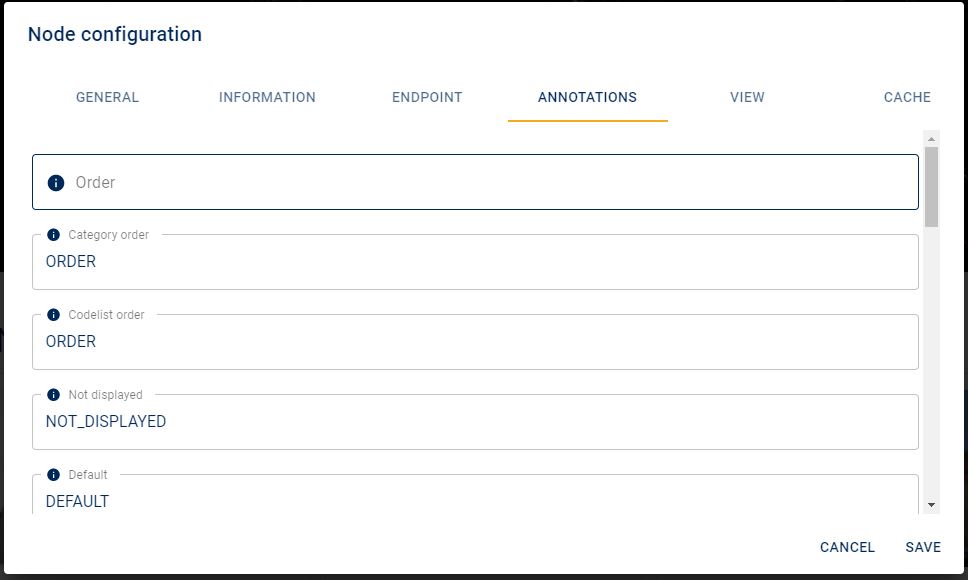 Node configuration
GENERAL INFORMATION ENDPOINT ANNOTATIONS VIEW CACHE
Order
Category order
ORDER
Codelist order
ORDER
Not displayed
NOT_DISPLAYED
Default
DEFAULT
CANCEL SAVE